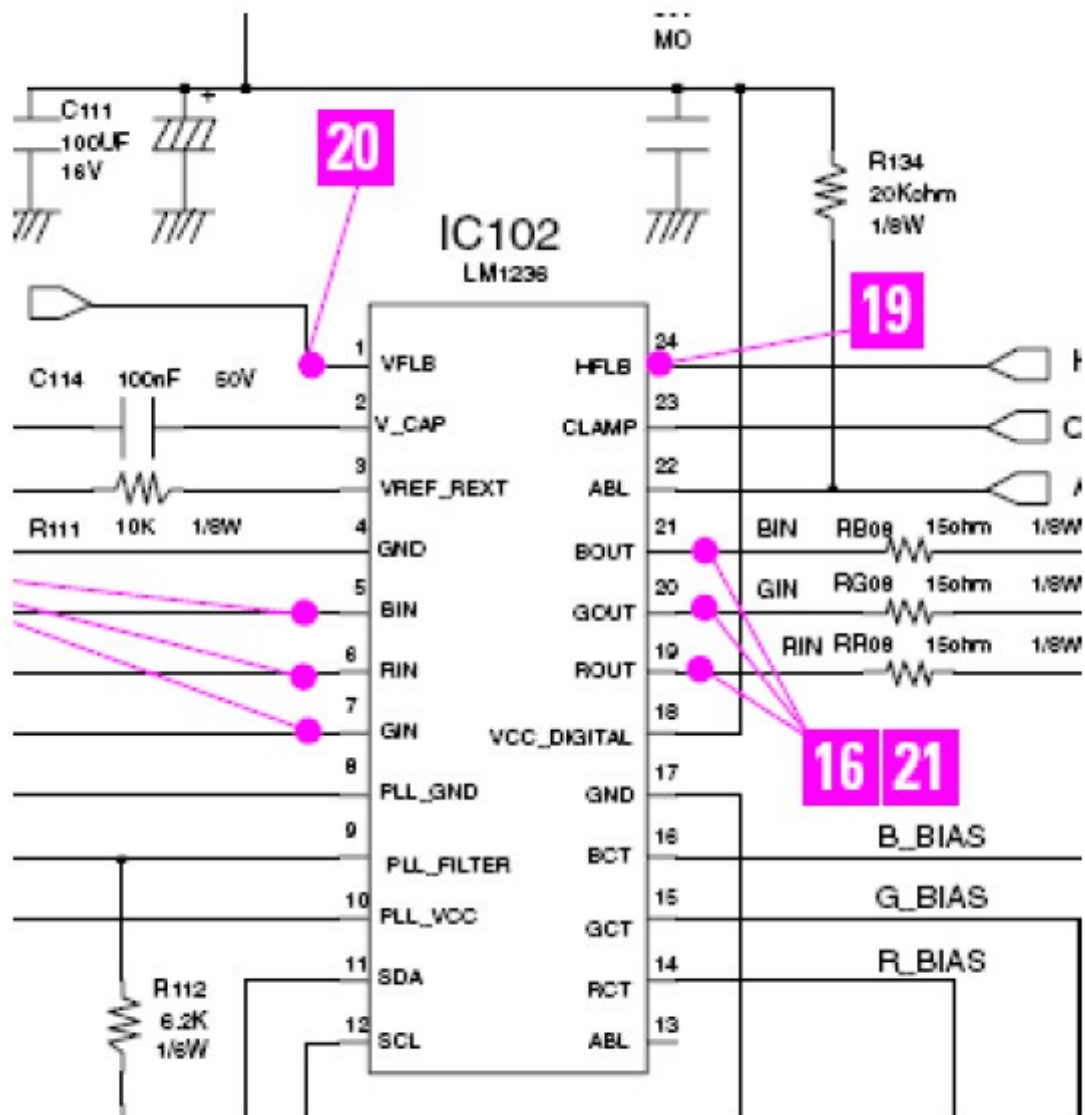 MO
C111
100UF
16V
20
R134
20Kohm
1/8W
IC102
LM1236
19
1 VFLB HFLB 24
C114 100nF 50V
2 V_CAP CLAMP 23
3 VREF_REXT ABL 22
R111 10K 1/8W
4 GND BOUT 21 BIN RB08 15ohm 1/8W
5 BIN GOUT 20 GIN RG08 15ohm 1/8W
6 RIN ROUT 19 RIN RR08 15ohm 1/8W
7 GIN VCC_DIGITAL 18
16 21
8 PLL_GND GND 17
9 PLL_FILTER BCT 16 B_BIAS
10 PLL_VCC GCT 15 G_BIAS
11 SDA RCT 14 R_BIAS
R112
6.2K
1/6W
12 SCL ABL 13